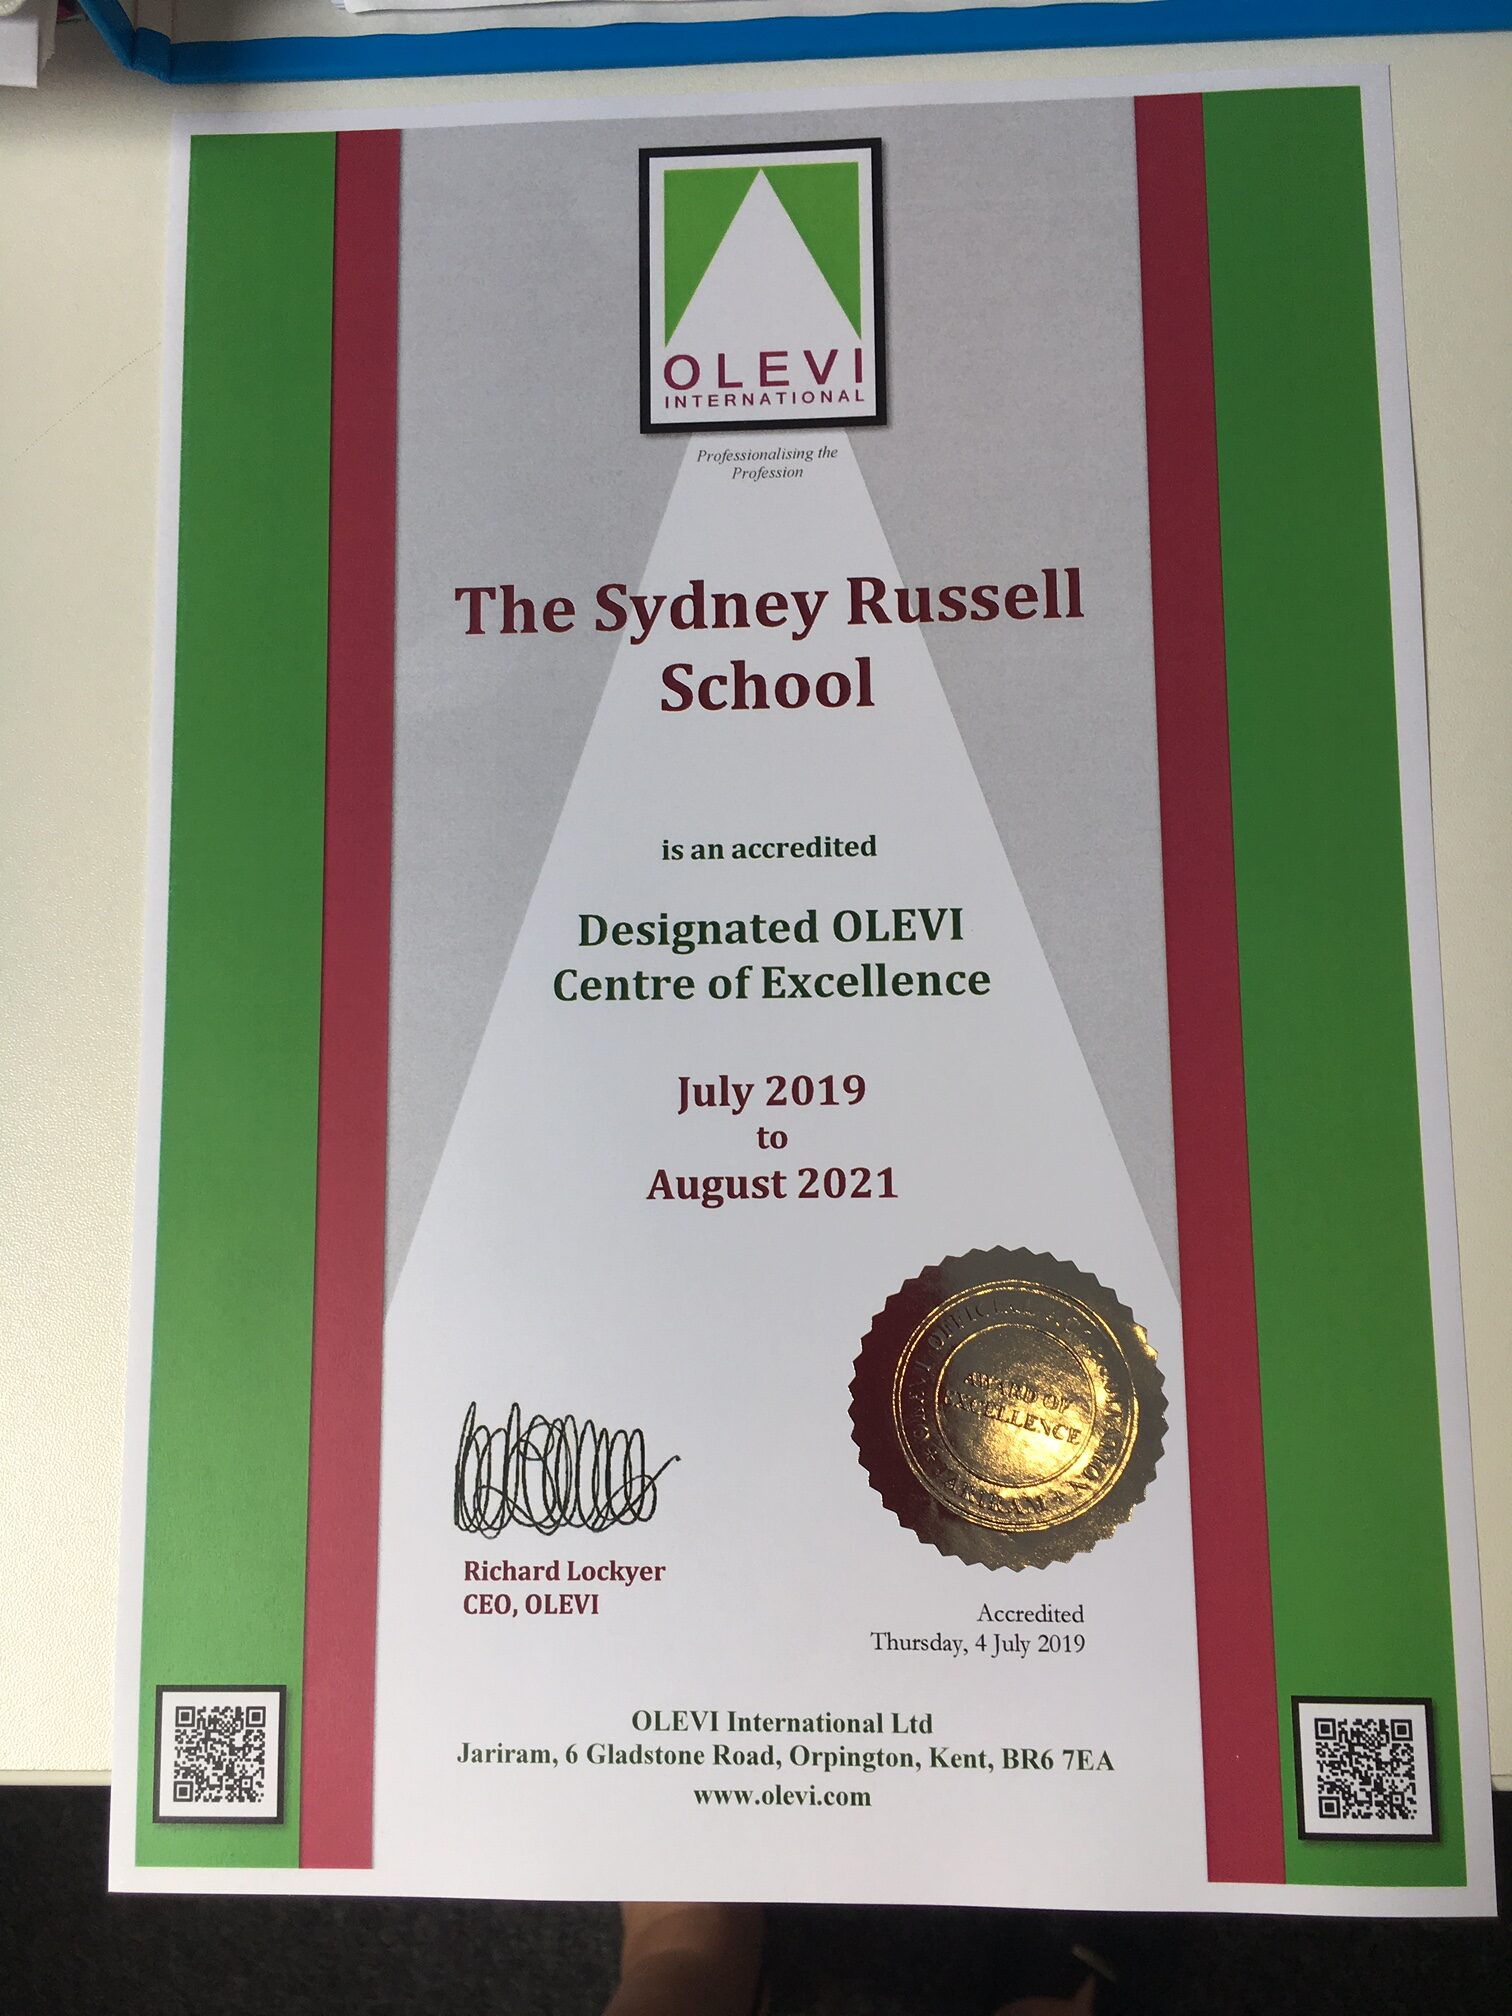 OLEVI
INTERNATIONAL
Professionalising the
Profession
The Sydney Russell
School
is an accredited
Designated OLEVI
Centre of Excellence
July 2019
to
August 2021
AWARD OF
EXCELLENCE
Richard Lockyer
CEO, OLEVI
Accredited
Thursday, 4 July 2019
OLEVI International Ltd
Jariram, 6 Gladstone Road, Orpington, Kent, BR6 7EA
www.olevi.com